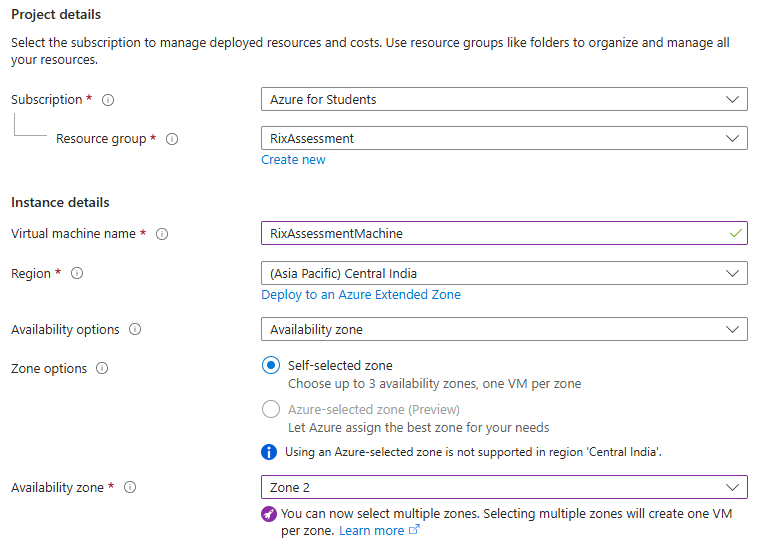 Project details
Select the subscription to manage deployed resources and costs. Use resource groups like folders to organize and manage all
your resources.
Subscription *
Azure for Students
Resource group *
RixAssessment
Create new
Instance details
Virtual machine name *
RixAssessmentMachine
Region *
(Asia Pacific) Central India
Deploy to an Azure Extended Zone
Availability options
Availability zone
Zone options
Self-selected zone
Choose up to 3 availability zones, one VM per zone
Azure-selected zone (Preview)
Let Azure assign the best zone for your needs
Using an Azure-selected zone is not supported in region 'Central India'.
Availability zone *
Zone 2
You can now select multiple zones. Selecting multiple zones will create one VM
per zone. Learn more